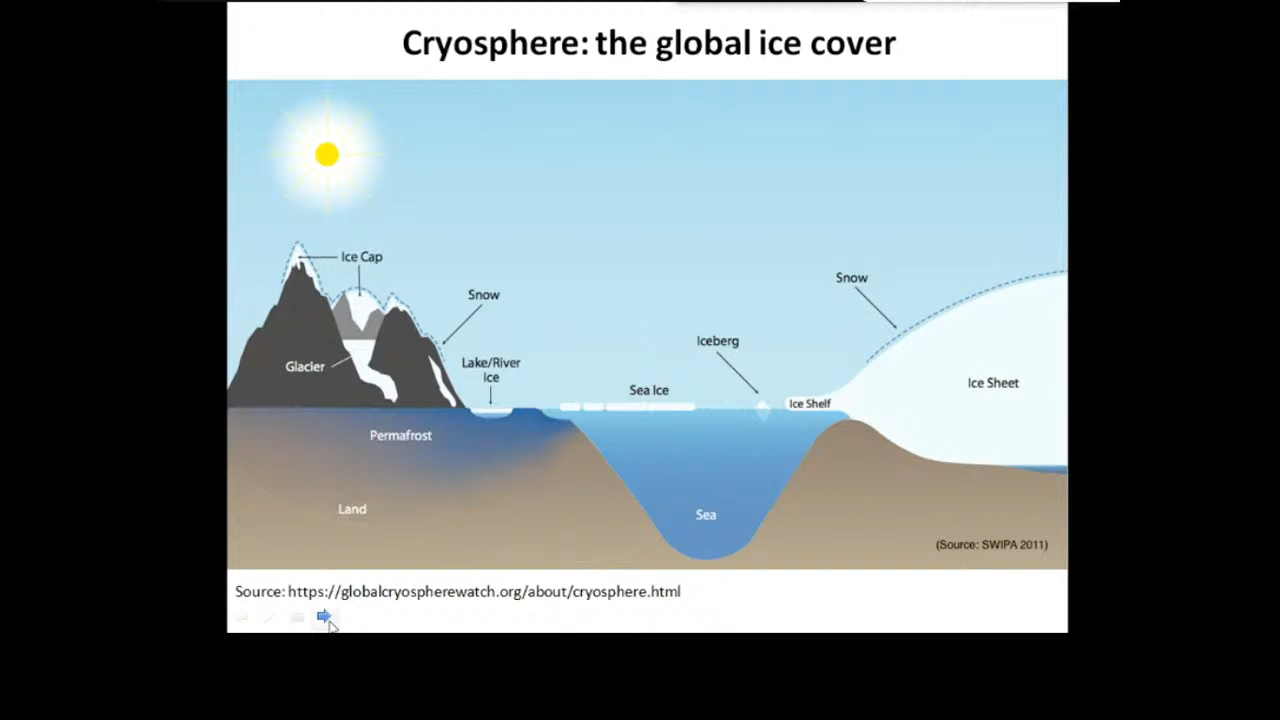 Cryosphere: the global ice cover
Ice Cap
Snow
Snow
Iceberg
Glacier
Lake/River
Ice
Sea Ice
Ice Shelf
Ice Sheet
Permafrost
Land
Sea
(Source: SWIPA 2011)
Source: https://globalcryospherewatch.org/about/cryosphere.html